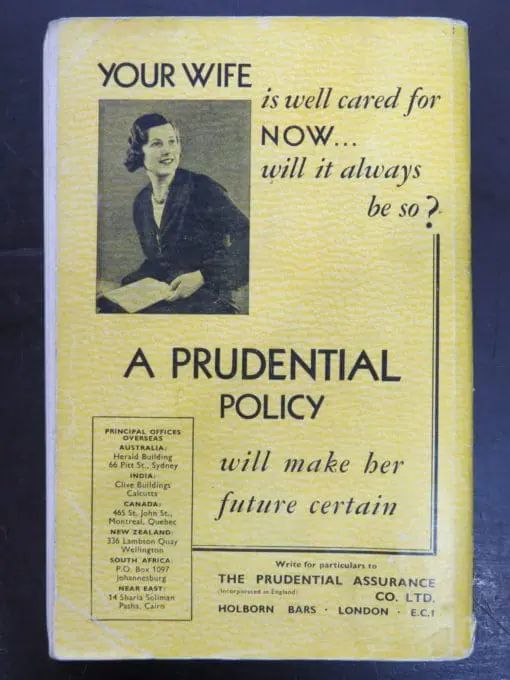 YOUR WIFE
is well cared for
NOW...
will it always
be so?
A PRUDENTIAL
POLICY
will make her
future certain
PRINCIPAL OFFICES
OVERSEAS
AUSTRALIA:
Herald Building
66 Pitt St., Sydney
INDIA:
Clive Buildings
Calcutta
CANADA:
465 St. John St.,
Montreal, Quebec
NEW ZEALAND:
336 Lambson Quay
Wellington
SOUTH AFRICA:
P.O. Box 1097
Johannesburg
NEAR EAST:
14 Sharia Soliman
Pasha, Cairo
Write for particulars to
THE PRUDENTIAL ASSURANCE
(Incorporated in England) CO. LTD.
HOLBORN BARS · LONDON · E.C.1